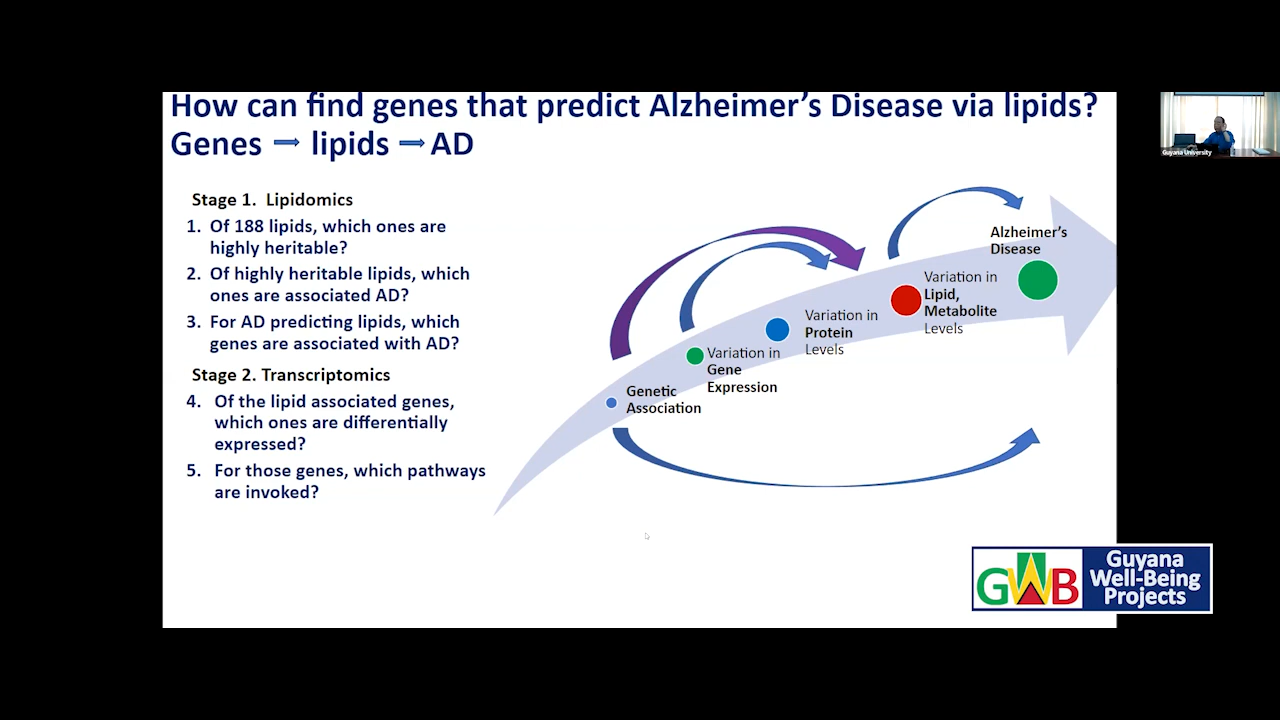 How can find genes that predict Alzheimer's Disease via lipids?
Genes → lipids → AD
Stage 1. Lipidomics
1. Of 188 lipids, which ones are
highly heritable?
2. Of highly heritable lipids, which
ones are associated AD?
3. For AD predicting lipids, which
genes are associated with AD?
Stage 2. Transcriptomics
4. Of the lipid associated genes,
which ones are differentially
expressed?
5. For those genes, which pathways
are invoked?
Genetic
Association
Variation in
Gene
Expression
Variation in
Protein
Levels
Variation in
Lipid,
Metabolite
Levels
Alzheimer's
Disease
Guyana University
GWB
Guyana
Well-Being
Projects